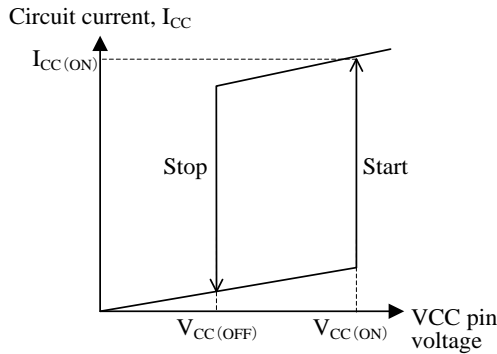 Circuit current, I_CC
I_CC(ON)
Stop
Start
V_CC(OFF)
V_CC(ON)
VCC pin
voltage